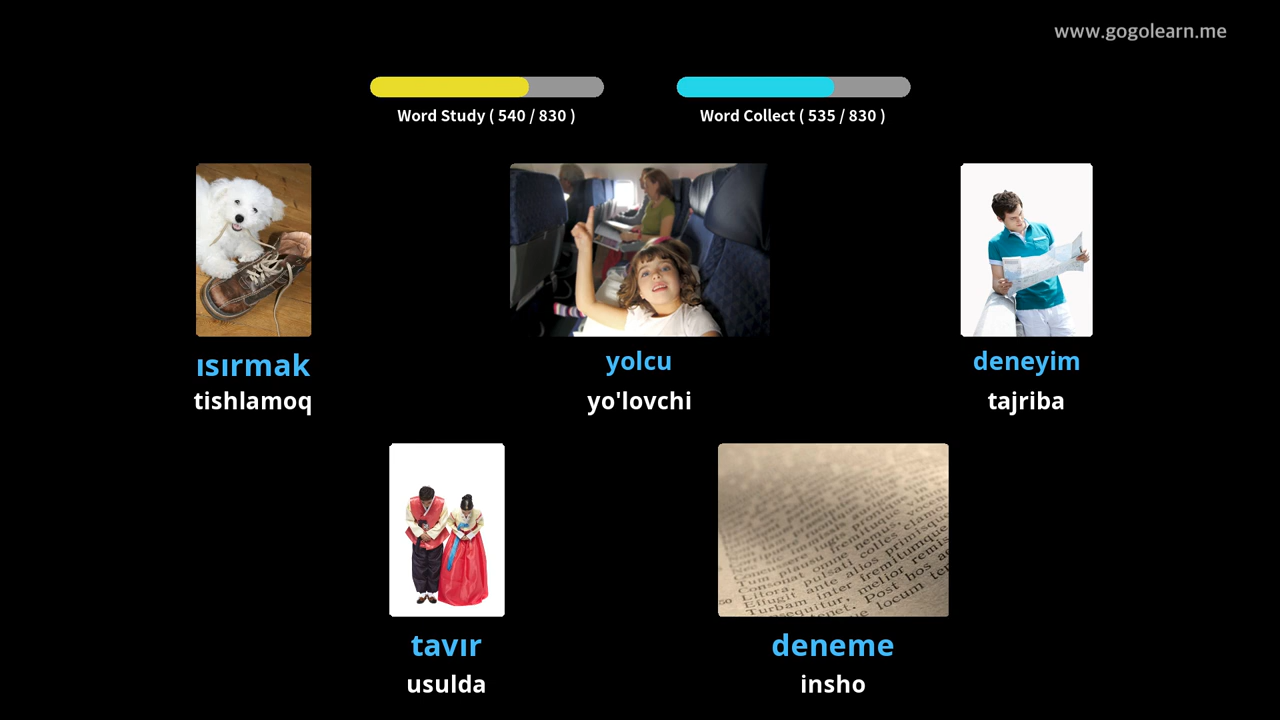 www.gogolearn.me
Word Study ( 540 / 830 )
Word Collect ( 535 / 830 )
ısırmak
tishlamoq
yolcu
yo'lovchi
deneyim
tajriba
tavır
usulda
deneme
insho